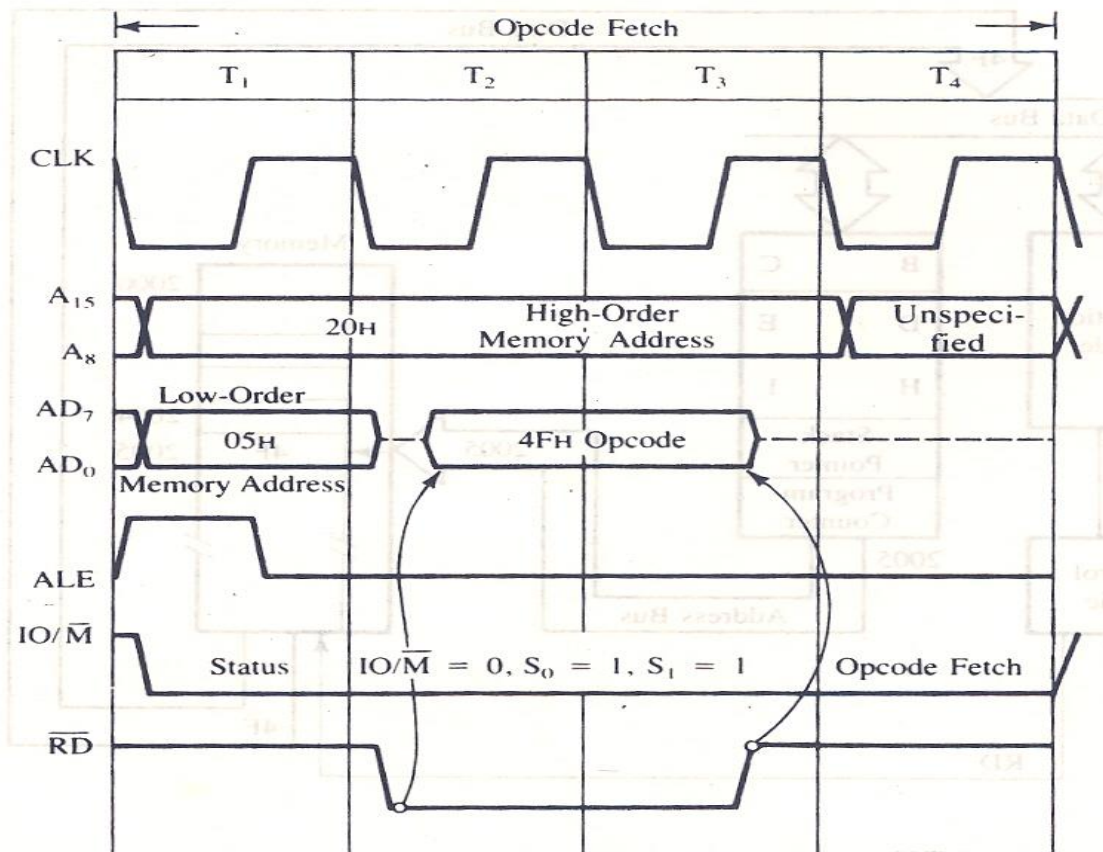 Opcode Fetch
T₁ T₂ T₃ T₄
CLK
A₁₅
20H
High-Order
Memory Address
Unspeci-
fied
A₈
Low-Order
AD₇
05H
4FH Opcode
AD₀
Memory Address
ALE
IO/M̅
Status IO/M̅ = 0, S₀ = 1, S₁ = 1 Opcode Fetch
R̅D̅